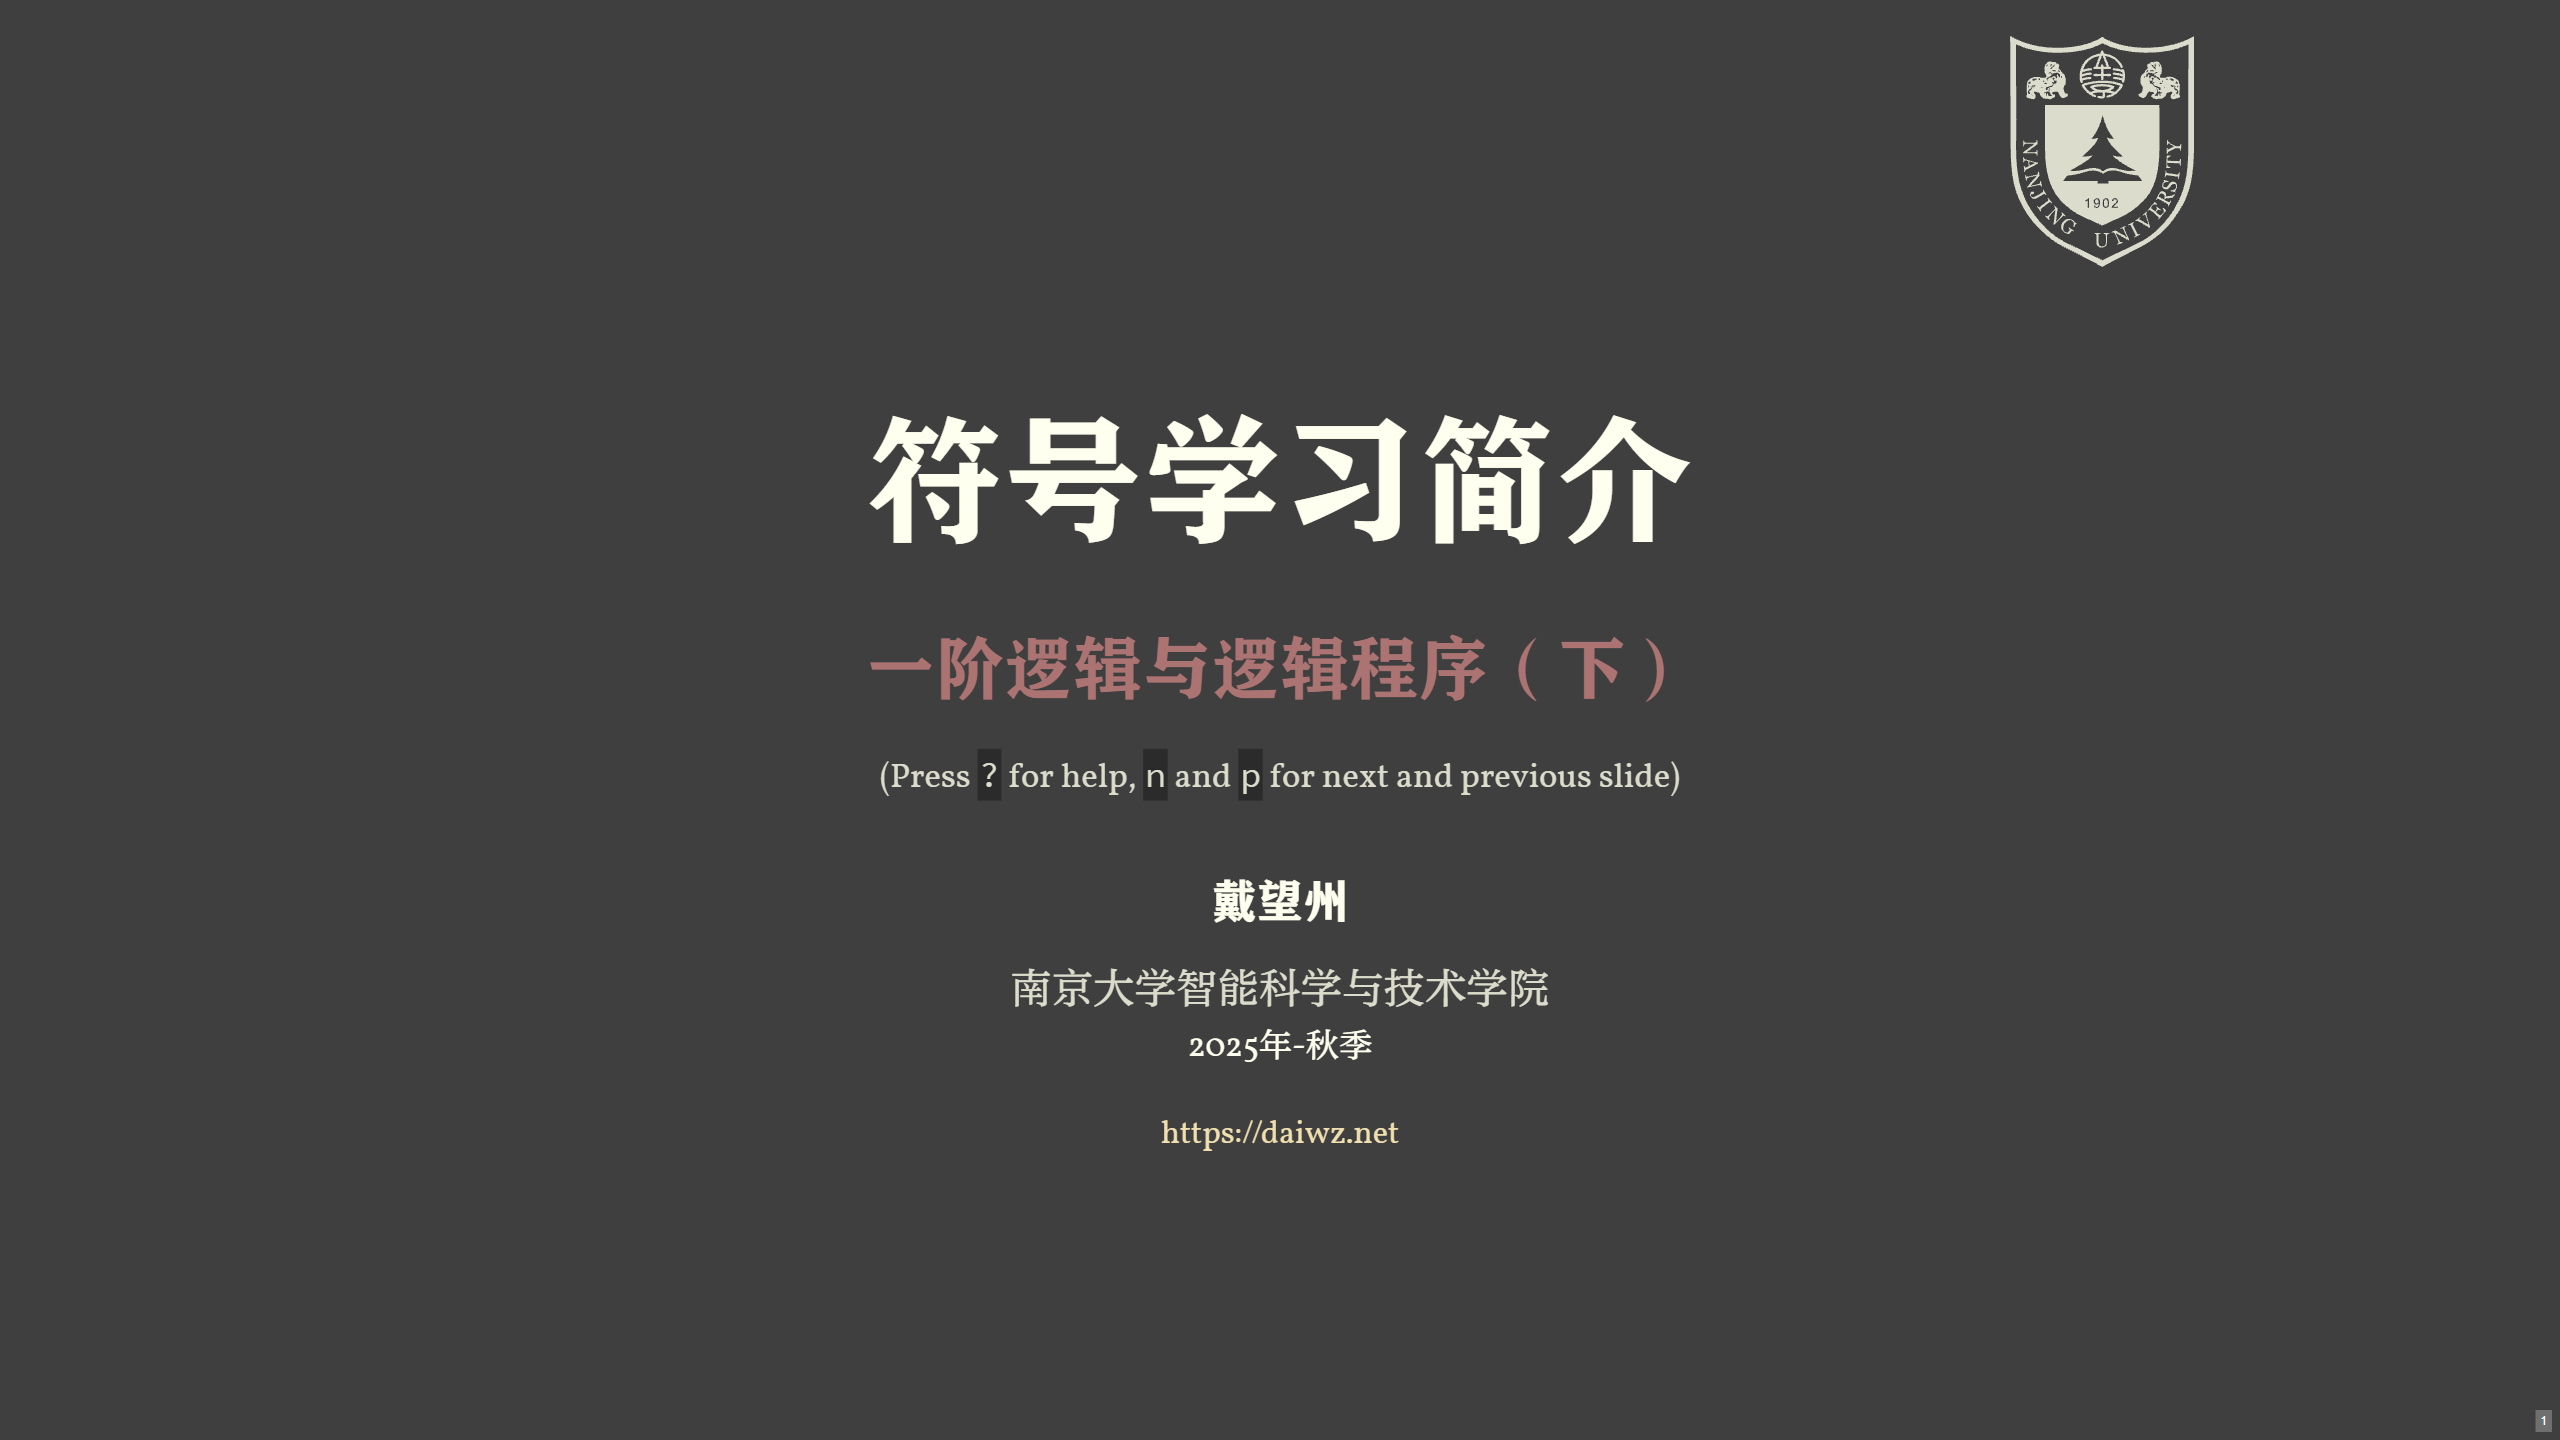 NANJING UNIVERSITY
1902
符号学习简介
一阶逻辑与逻辑程序（下）
(Press ? for help, n and p for next and previous slide)
戴望州
南京大学智能科学与技术学院
2025年-秋季
https://daiwz.net
1